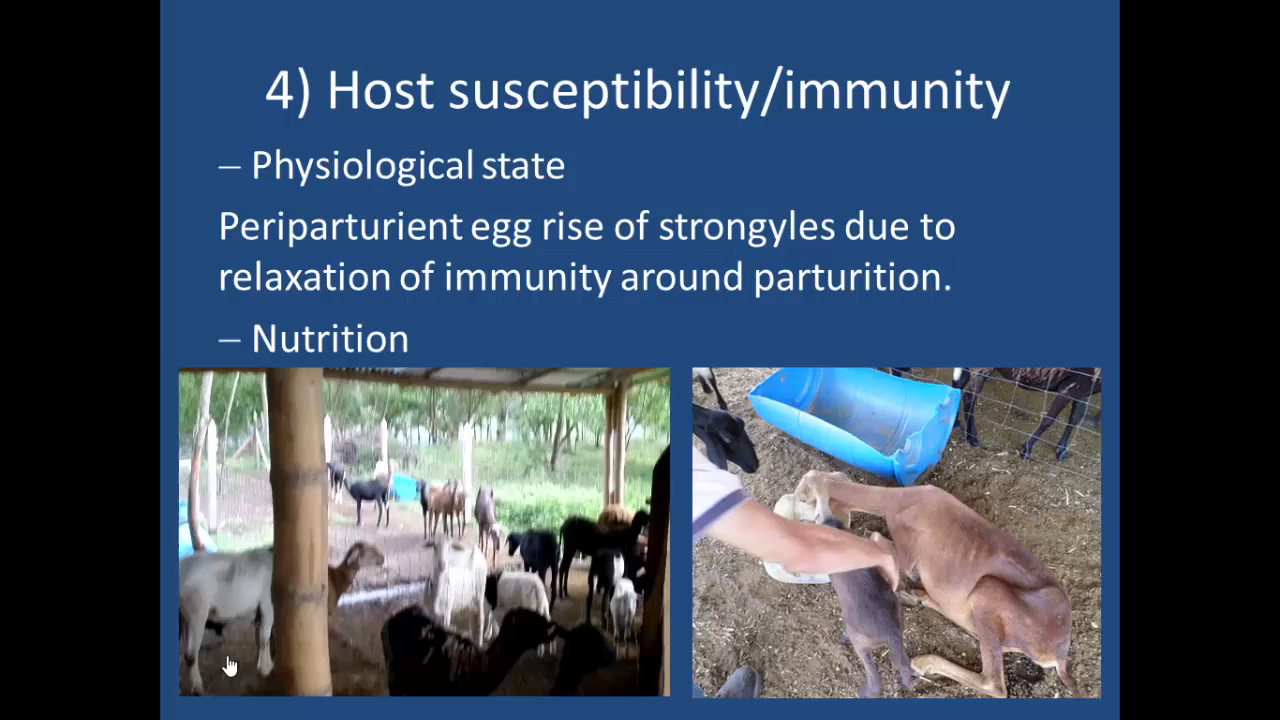 4) Host susceptibility/immunity
– Physiological state
Periparturient egg rise of strongyles due to
relaxation of immunity around parturition.
– Nutrition